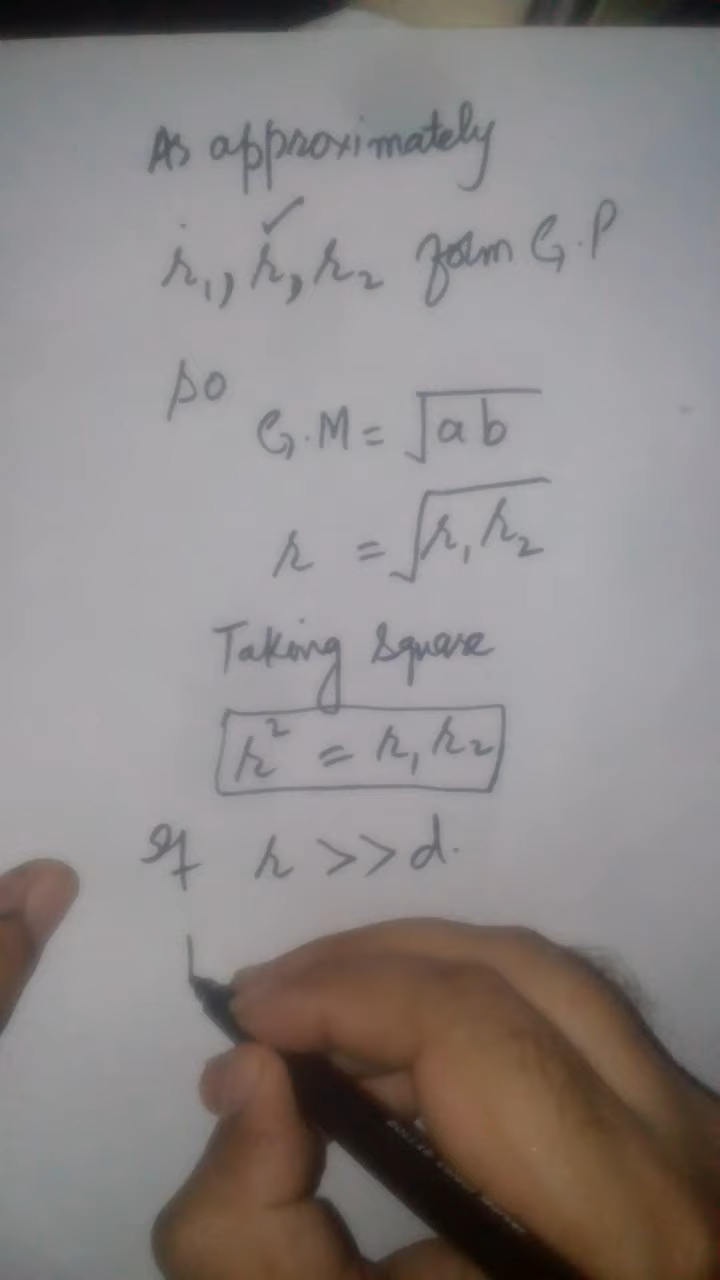 As approximately
r₁, r, r₂ form G.P
so
G.M = √ab
r = √r₁r₂
Taking Square
r² = r₁r₂
If r >> d.